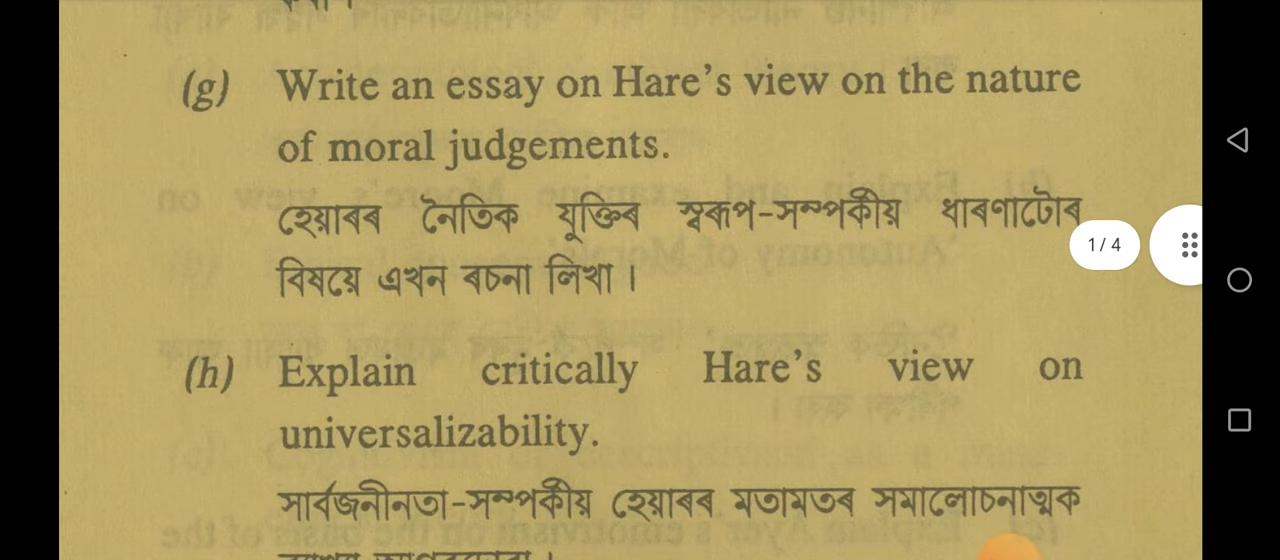 (g) Write an essay on Hare's view on the nature
of moral judgements.
হেয়াৰৰ নৈতিক যুক্তিৰ স্বৰূপ-সম্পৰ্কীয় ধাৰণাটোৰ
বিষয়ে এখন ৰচনা লিখা।
1/4
(h) Explain critically Hare's view on
universalizability.
সাৰ্বজনীনতা-সম্পৰ্কীয় হেয়াৰৰ মতামতৰ সমালোচনাত্মক